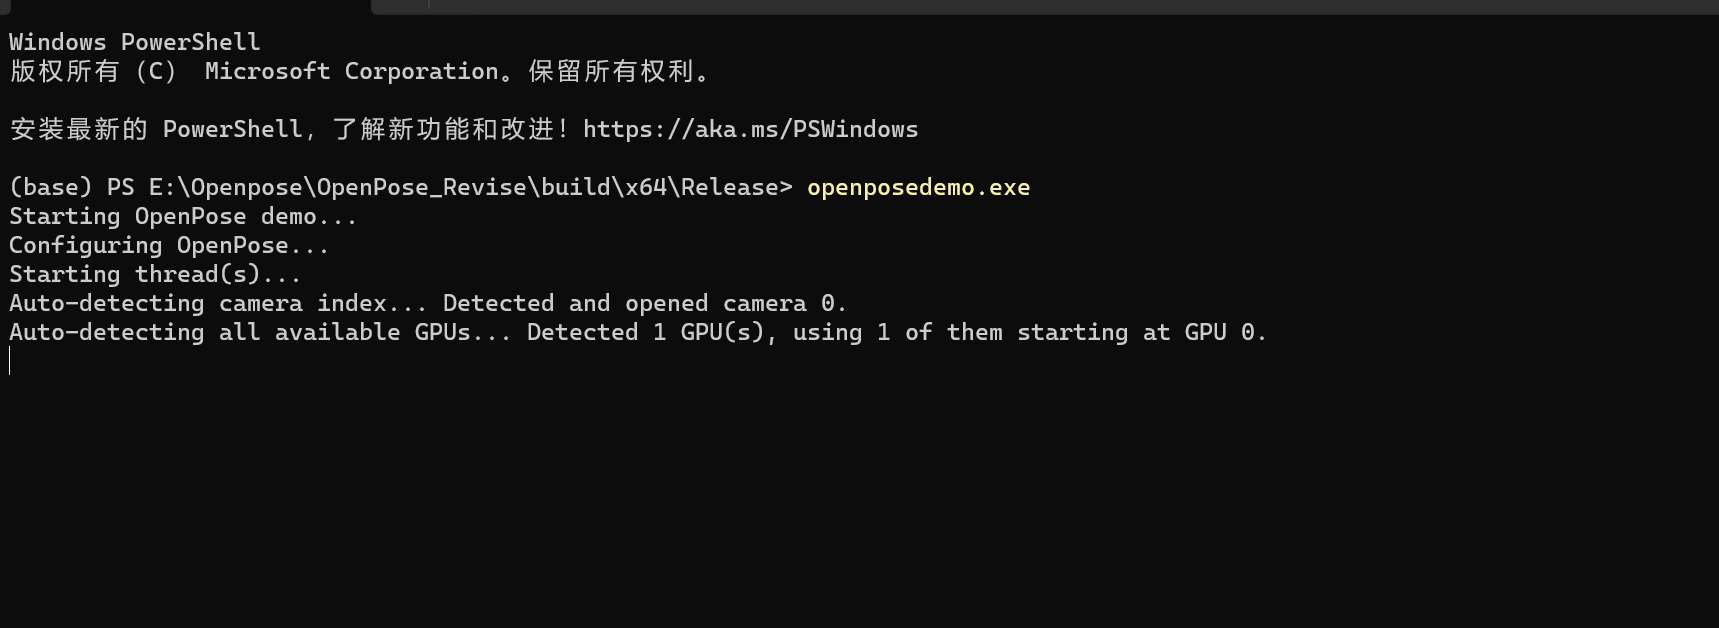 Windows PowerShell
版权所有（C） Microsoft Corporation。保留所有权利。
安装最新的 PowerShell，了解新功能和改进！https://aka.ms/PSWindows
(base) PS E:\Openpose\OpenPose_Revise\build\x64\Release> openposedemo.exe
Starting OpenPose demo...
Configuring OpenPose...
Starting thread(s)...
Auto-detecting camera index... Detected and opened camera 0.
Auto-detecting all available GPUs... Detected 1 GPU(s), using 1 of them starting at GPU 0.